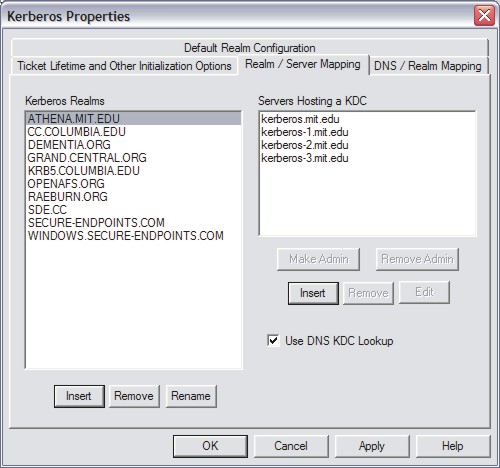 Kerberos Properties
Default Realm Configuration
Ticket Lifetime and Other Initialization Options
Realm / Server Mapping
DNS / Realm Mapping
Kerberos Realms
ATHENA.MIT.EDU
CC.COLUMBIA.EDU
DEMENTIA.ORG
GRAND.CENTRAL.ORG
KRB5.COLUMBIA.EDU
OPENAFS.ORG
RAEBURN.ORG
SDE.CC
SECURE-ENDPOINTS.COM
WINDOWS.SECURE-ENDPOINTS.COM
Insert
Remove
Rename
Servers Hosting a KDC
kerberos.mit.edu
kerberos-1.mit.edu
kerberos-2.mit.edu
kerberos-3.mit.edu
Make Admin
Remove Admin
Insert
Remove
Edit
Use DNS KDC Lookup
OK
Cancel
Apply
Help